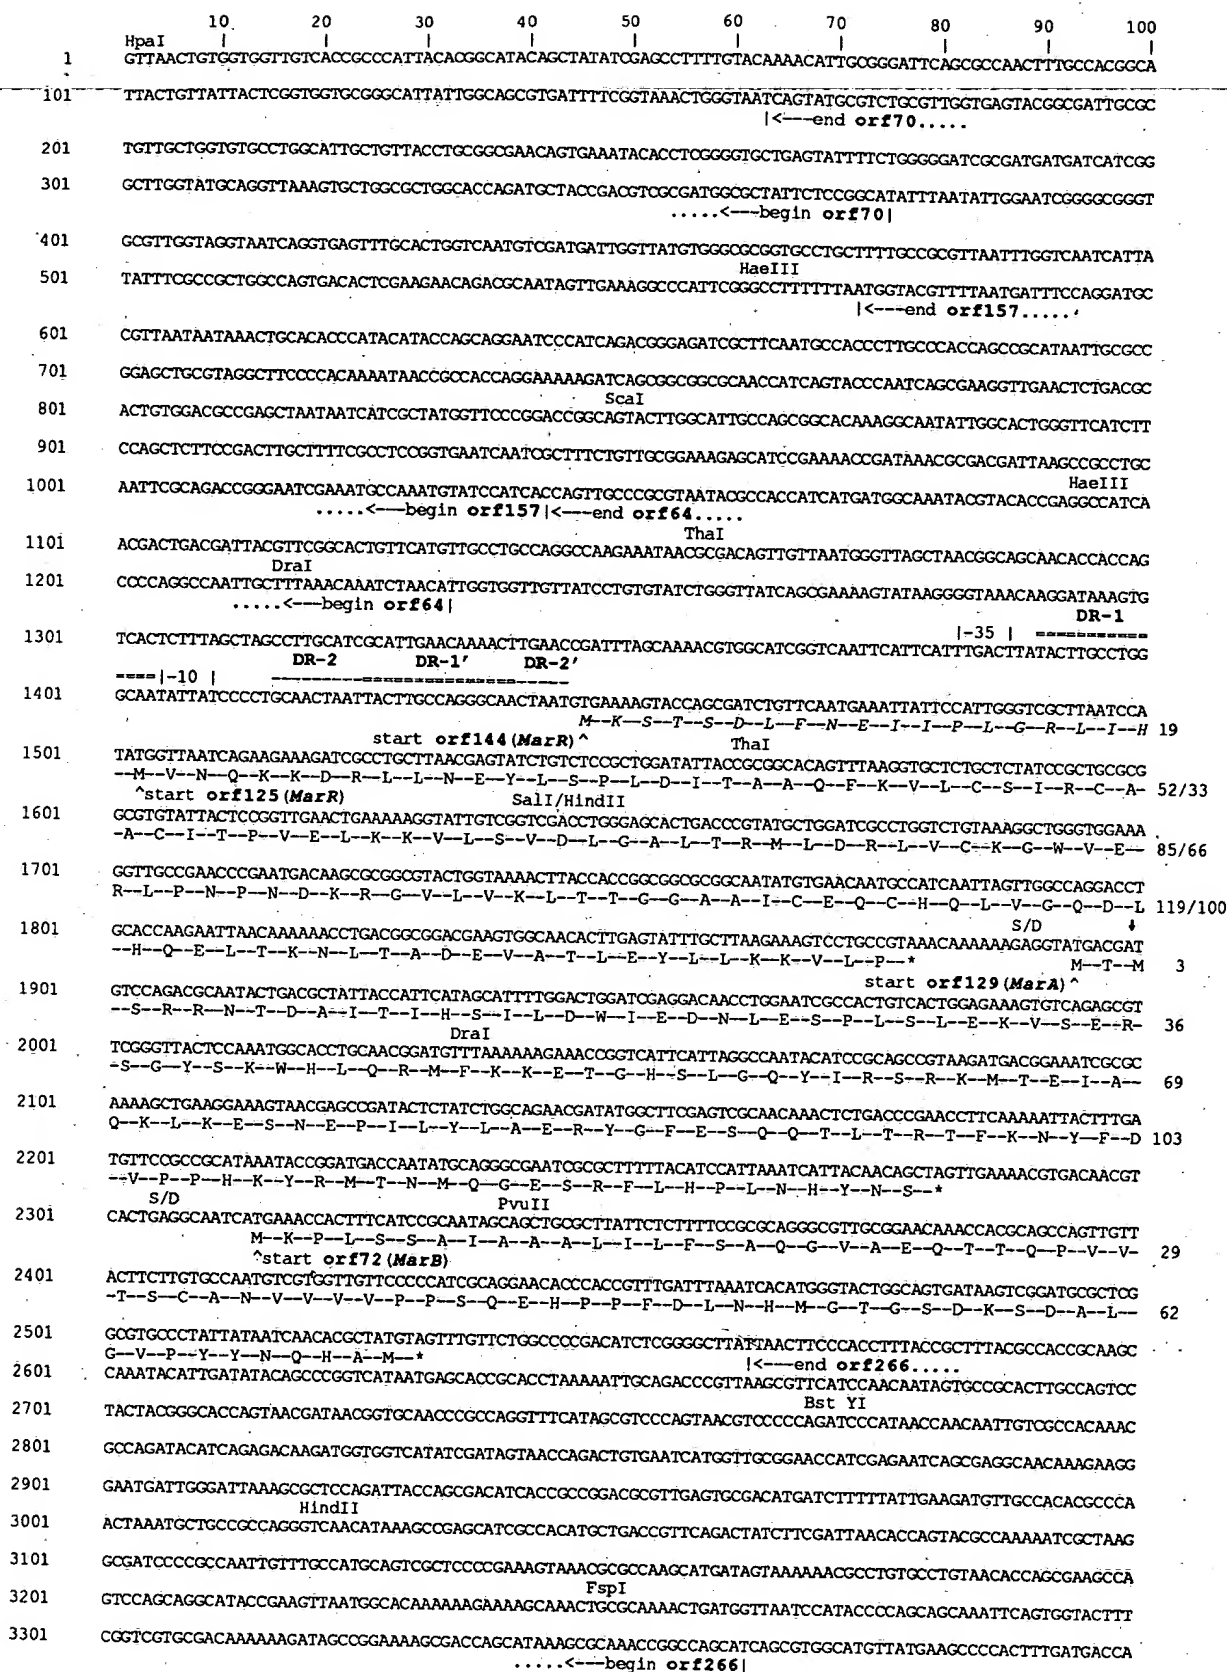 10 20 30 40 50 60 70 80 90 100
HpaI | | | | | | | | | |
1 GTTAACTGTGGTGGTTGTCACCGCCCATTACACGGCATACAGCTATATCGAGCCTTTTGTACAAAACATTGCGGGATTCAGCGCCAACTTTGCCACGGCA
101 TTACTGTTATTACTCGGTGGTGCGGGCATTATTGGCAGCGTGATTTTCGGTAAACTGGGTAATCAGTATGCGTCTGCGTTGGTGAGTACGGCGATTGCGC
|<---end orf70.....
201 TGTTGCTGGTGTGCCTGGCATTGCTGTTACCTGCGGCGAACAGTGAAATACACCTCGGGGTGCTGAGTATTTTCTGGGGGATCGCGATGATGATCATCGG
301 GCTTGGTATGCAGGTTAAAGTGCTGGCGCTGGCACCAGATGCTACCGACGTCGCGATGGCGCTATTCTCCGGCATATTTAATATTGGAATCGGGGCGGGT
.....<---begin orf70|
401 GCGTTGGTAGGTAATCAGGTGAGTTTGCACTGGTCAATGTCGATGATTGGTTATGTGGGCGCGGTGCCTGCTTTTGCCGCGTTAATTTGGTCAATCATTA
HaeIII
501 TATTTCGCCGCTGGCCAGTGACACTCGAAGAACAGACGCAATAGTTGAAAGGCCCATTCGGGCCTTTTTTAATGGTACGTTTTAATGATTTCCAGGATGC
|<---end orf157.....
601 CGTTAATAATAAACTGCACACCCATACATACCAGCAGGAATCCCATCAGACGGGAGATCGCTTCAATGCCACCCTTGCCCACCAGCCGCATAATTGCGCC
701 GGAGCTGCGTAGGCTTCCCCACAAAATAACCGCCACCAGGAAAAAGATCAGCGGCGGCGCAACCATCAGTACCCAATCAGCGAAGGTTGAACTCTGACGC
ScaI
801 ACTGTGGACGCCGAGCTAATAATCATCGCTATGGTTCCCGGACCGGCAGTACTTGGCATTGCCAGCGGCACAAAGGCAATATTGGCACTGGGTTCATCTT
901 CCAGCTCTTCCGACTTGCTTTTCGCCTCCGGTGAATCAATCGCTTTCTGTTGCGGAAAGAGCATCCGAAAACCGATAAACGCGACGATTAAGCCGCCTGC
HaeIII
1001 AATTCGCAGACCGGGAATCGAAATGCCAAATGTATCCATCACCAGTTGCCCGCGTAATACGCCACCATCATGATGGCAAATACGTACACCGAGGCCATCA
.....<---begin orf157|<---end orf64.....
ThaI
1101 ACGACTGACGATTACGTTCGGCACTGTTCATGTTGCCTGCCAGGCCAAGAAATAACGCGACAGTTGTTAATGGGTTAGCTAACGGCAGCAACACCACCAG
DraI
1201 CCCCAGGCCAATTGCTTTAAACAAATCTAACATTGGTGGTTGTTATCCTGTGTATCTGGGTTATCAGCGAAAAGTATAAGGGGTAAACAAGGATAAAGTG
.....<---begin orf64|
|-35 | DR-1
1301 TCACTCTTTAGCTAGCCTTGCATCGCATTGAACAAAACTTGAACCGATTTAGCAAAACGTGGCATCGGTCAATTCATTCATTTGACTTATACTTGCCTGG
DR-2 DR-1' DR-2'
====|-10 |
1401 GCAATATTATCCCCTGCAACTAATTACTTGCCAGGGCAACTAATGTGAAAAGTACCAGCGATCTGTTCAATGAAATTATTCCATTGGGTCGCTTAATCCA
M--K--S--T--S--D--L--F--N--E--I--I--P--L--G--R--L--I--H 19
start orf144(MarR)^ ThaI
1501 TATGGTTAATCAGAAGAAAGATCGCCTGCTTAACGAGTATCTGTCTCCGCTGGATATTACCGCGGCACAGTTTAAGGTGCTCTGCTCTATCCGCTGCGCG
--M--V--N--Q--K--K--D--R--L--L--N--E--Y--L--S--P--L--D--I--T--A--A--Q--F--K--V--L--C--S--I--R--C--A- 52/33
^start orf125(MarR) SalI/HindII
1601 GCGTGTATTACTCCGGTTGAACTGAAAAAGGTATTGTCGGTCGACCTGGGAGCACTGACCCGTATGCTGGATCGCCTGGTCTGTAAAGGCTGGGTGGAAA
-A--C--I--T--P--V--E--L--K--K--V--L--S--V--D--L--G--A--L--T--R--M--L--D--R--L--V--C--K--G--W--V--E-- 85/66
1701 GGTTGCCGAACCCGAATGACAAGCGCGGCGTACTGGTAAAACTTACCACCGGCGGCGCGGCAATATGTGAACAATGCCATCAATTAGTTGGCCAGGACCT
R--L--P--N--P--N--D--K--R--G--V--L--V--K--L--T--T--G--G--A--A--I--C--E--Q--C--H--Q--L--V--G--Q--D--L 119/100
S/D ↓
1801 GCACCAAGAATTAACAAAAAACCTGACGGCGGACGAAGTGGCAACACTTGAGTATTTGCTTAAGAAAGTCCTGCCGTAAACAAAAAAGAGGTATGACGAT
--H--Q--E--L--T--K--N--L--T--A--D--E--V--A--T--L--E--Y--L--L--K--K--V--L--P--* M--T--M 3
start orf129(MarA)^
1901 GTCCAGACGCAATACTGACGCTATTACCATTCATAGCATTTTGGACTGGATCGAGGACAACCTGGAATCGCCACTGTCACTGGAGAAAGTGTCAGAGCGT
--S--R--R--N--T--D--A--I--T--I--H--S--I--L--D--W--I--E--D--N--L--E--S--P--L--S--L--E--K--V--S--E--R- 36
DraI
2001 TCGGGTTACTCCAAATGGCACCTGCAACGGATGTTTAAAAAAGAAACCGGTCATTCATTAGGCCAATACATCCGCAGCCGTAAGATGACGGAAATCGCGC
-S--G--Y--S--K--W--H--L--Q--R--M--F--K--K--E--T--G--H--S--L--G--Q--Y--I--R--S--R--K--M--T--E--I--A-- 69
2101 AAAAGCTGAAGGAAAGTAACGAGCCGATACTCTATCTGGCAGAACGATATGGCTTCGAGTCGCAACAAACTCTGACCCGAACCTTCAAAAATTACTTTGA
Q--K--L--K--E--S--N--E--P--I--L--Y--L--A--E--R--Y--G--F--E--S--Q--Q--T--L--T--R--T--F--K--N--Y--F--D 103
2201 TGTTCCGCCGCATAAATACCGGATGACCAATATGCAGGGCGAATCGCGCTTTTTACATCCATTAAATCATTACAACAGCTAGTTGAAAACGTGACAACGT
--V--P--P--H--K--Y--R--M--T--N--M--Q--G--E--S--R--F--L--H--P--L--N--H--Y--N--S--*
S/D PvuII
2301 CACTGAGGCAATCATGAAACCACTTTCATCCGCAATAGCAGCTGCGCTTATTCTCTTTTCCGCGCAGGGCGTTGCGGAACAAACCACGCAGCCAGTTGTT
M--K--P--L--S--S--A--I--A--A--A--L--I--L--F--S--A--Q--G--V--A--E--Q--T--T--Q--P--V--V- 29
^start orf72(MarB)
2401 ACTTCTTGTGCCAATGTCGTGGTTGTTCCCCCATCGCAGGAACACCCACCGTTTGATTTAAATCACATGGGTACTGGCAGTGATAAGTCGGATGCGCTCG
-T--S--C--A--N--V--V--V--V--P--P--S--Q--E--H--P--P--F--D--L--N--H--M--G--T--G--S--D--K--S--D--A--L-- 62
2501 GCGTGCCCTATTATAATCAACACGCTATGTAGTTTGTTCTGGCCCCGACATCTCGGGGCTTATTAACTTCCCACCTTTACCGCTTTACGCCACCGCAAGC
G--V--P--Y--Y--N--Q--H--A--M--* |<---end orf266.....
2601 CAAATACATTGATATACAGCCCGGTCATAATGAGCACCGCACCTAAAAATTGCAGACCCGTTAAGCGTTCATCCAACAATAGTGCCGCACTTGCCAGTCC
Bst YI
2701 TACTACGGGCACCAGTAACGATAACGGTGCAACCCGCCAGGTTTCATAGCGTCCCAGTAACGTCCCCCAGATCCCATAACCAACAATTGTCGCCACAAAC
2801 GCCAGATACATCAGAGACAAGATGGTGGTCATATCGATAGTAACCAGACTGTGAATCATGGTTGCGGAACCATCGAGAATCAGCGAGGCAACAAAGAAGG
2901 GAATGATTGGGATTAAAGCGCTCCAGATTACCAGCGACATCACCGCCGGACGCGTTGAGTGCGACATGATCTTTTTATTGAAGATGTTGCCACACGCCCA
HindII
3001 ACTAAATGCTGCCGCCAGGGTCAACATAAAGCCGAGCATCGCCACATGCTGACCGTTCAGACTATCTTCGATTAACACCAGTACGCCAAAAATCGCTAAG
3101 GCGATCCCCGCCAATTGTTTGCCATGCAGTCGCTCCCCGAAAGTAAACGCGCCAAGCATGATAGTAAAAAACGCCTGTGCCTGTAACACCAGCGAAGCCA
FspI
3201 GTCCAGCAGGCATACCGAAGTTAATGGCACAAAAAAGAAAAGCAAACTGCGCAAAACTGATGGTTAATCCATACCCCAGCAGCAAATTCAGTGGTACTTT
3301 CGGTCGTGCGACAAAAAAGATAGCCGGAAAAGCGACCAGCATAAAGCGCAAACCGGCCAGCATCAGCGTGGCATGTTATGAAGCCCCACTTTGATGACCA
.....<---begin orf266|